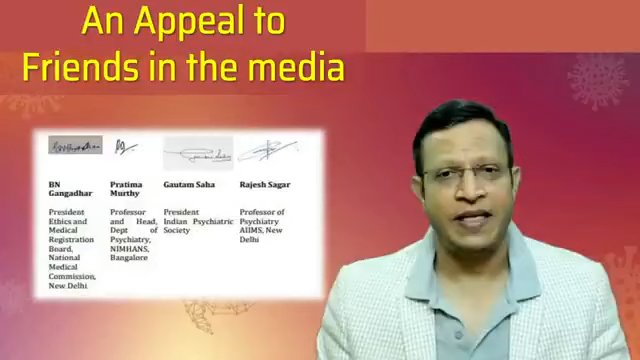 An Appeal to
Friends in the media
BN
Gangadhar
President
Ethics and
Medical
Registration
Board,
National
Medical
Commission,
New Delhi
Pratima
Murthy
Professor
and Head,
Dept of
Psychiatry,
NIMHANS,
Bangalore
Gautam Saha
President
Indian Psychiatric
Society
Rajesh Sagar
Professor of
Psychiatry
AIIMS, New
Delhi